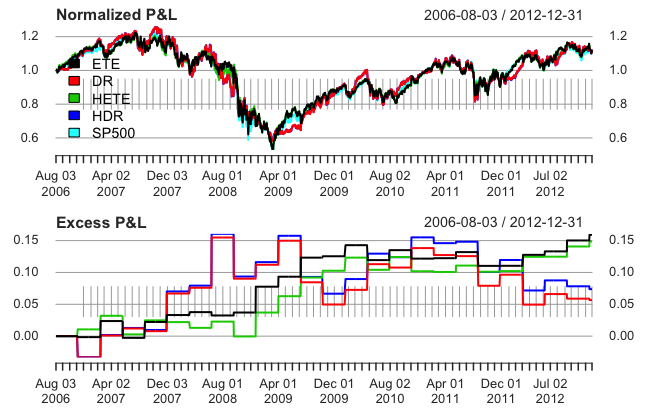 Normalized P&L 2006-08-03 / 2012-12-31
1.2 1.2
1.0 1.0
0.8 0.8
0.6 0.6
ETE
DR
HETE
HDR
SP500
Aug 03 Apr 02 Dec 03 Aug 01 Apr 01 Dec 01 Aug 02 Apr 01 Dec 01 Jul 02
2006 2007 2007 2008 2009 2009 2010 2011 2011 2012
Excess P&L 2006-08-03 / 2012-12-31
0.15 0.15
0.10 0.10
0.05 0.05
0.00 0.00
Aug 03 Apr 02 Dec 03 Aug 01 Apr 01 Dec 01 Aug 02 Apr 01 Dec 01 Jul 02
2006 2007 2007 2008 2009 2009 2010 2011 2011 2012